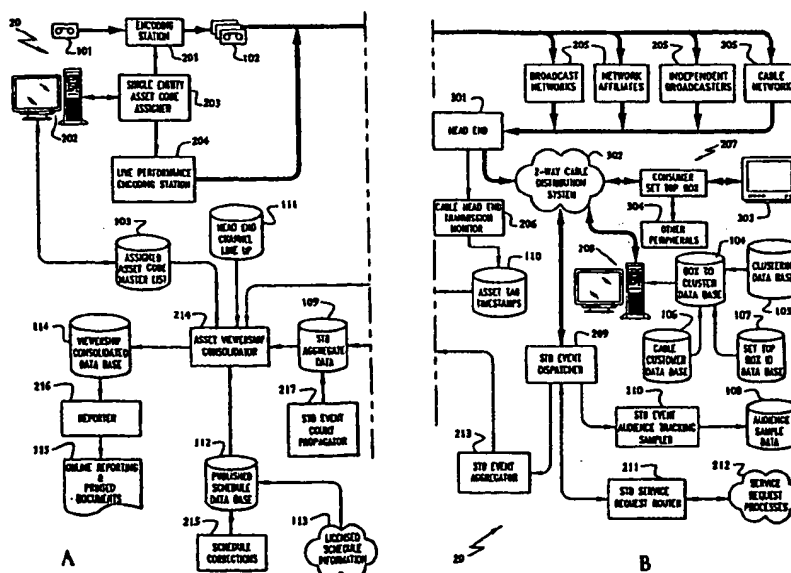 20
101
ENCODING
STATION
201
102
202
SINGLE ENTITY
ASSET CODE
ASSIGNER
203
204
LIVE PERFORMANCE
ENCODING STATION
103
ASSIGNED
ASSET CODE
MASTER LIST
HEAD END
CHANNEL
LINE UP
111
109
STB
AGGREGATE
DATA
214
ASSET VIEWERSHIP
CONSOLIDATOR
114
VIEWERSHIP
CONSOLIDATED
DATA BASE
216
REPORTER
115
ONLINE REPORTING
&
PRINTED
DOCUMENTS
217
STB EVENT
COURT
PROPAGATOR
112
PUBLISHED
SCHEDULE
DATA BASE
215
SCHEDULE
CORRECTIONS
113
LICENSED
SCHEDULE
INFORMATION
A
205
205
205
205
BROADCAST
NETWORKS
NETWORK
AFFILIATES
INDEPENDENT
BROADCASTERS
CABLE
NETWORK
301
HEAD END
302
2-WAY CABLE
DISTRIBUTION
SYSTEM
207
CONSUMER
SET TOP BOX
303
304
OTHER
PERIPHERALS
CABLE HEAD END
TRANMISSION
MONITOR
206
110
ASSET TAG
TIMESTAMPS
208
104
BOX TO
CLUSTER
DATA BASE
CLUSTERING
DATA BASE
105
106
CABLE
CUSTOMER
DATA BASE
107
SET TOP
BOX ID
DATA BASE
209
STB EVENT
DISPATCHER
210
STB EVENT
AUDIENCE TRACKING
SAMPLER
108
AUDIENCE
SAMPLE
DATA
213
STB EVENT
AGGREGATOR
211
STB SERVICE
REQUEST ROUTER
212
SERVICE
REQUEST
PROCESSES
20
B